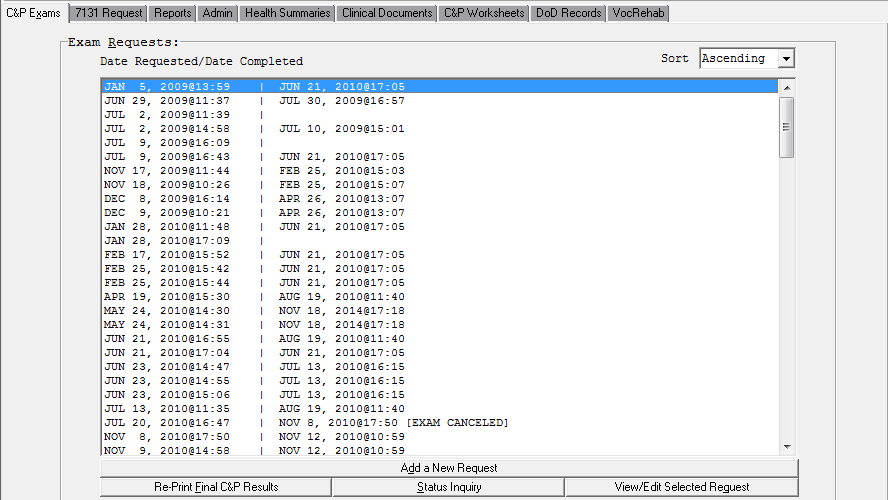 C&P Exams 7131 Request Reports Admin Health Summaries Clinical Documents C&P Worksheets DoD Records VocRehab
Exam Requests:
Date Requested/Date Completed Sort Ascending
JAN 5, 2009@13:59 | JUN 21, 2010@17:05
JUN 29, 2009@11:37 | JUL 30, 2009@16:57
JUL 2, 2009@11:39 |
JUL 2, 2009@14:58 | JUL 10, 2009@15:01
JUL 9, 2009@16:09 |
JUL 9, 2009@16:43 | JUN 21, 2010@17:05
NOV 17, 2009@11:44 | FEB 25, 2010@15:03
NOV 18, 2009@10:26 | FEB 25, 2010@15:07
DEC 8, 2009@16:14 | APR 26, 2010@13:07
DEC 9, 2009@10:21 | APR 26, 2010@13:07
JAN 28, 2010@11:48 | JUN 21, 2010@17:05
JAN 28, 2010@17:09 |
FEB 17, 2010@15:52 | JUN 21, 2010@17:05
FEB 25, 2010@15:42 | JUN 21, 2010@17:05
FEB 25, 2010@15:44 | JUN 21, 2010@17:05
APR 19, 2010@15:30 | AUG 19, 2010@11:40
MAY 24, 2010@14:30 | NOV 18, 2014@17:18
MAY 24, 2010@14:31 | NOV 18, 2014@17:18
JUN 21, 2010@16:55 | AUG 19, 2010@11:40
JUN 21, 2010@17:04 | JUN 21, 2010@17:05
JUN 23, 2010@14:47 | JUL 13, 2010@16:15
JUN 23, 2010@14:55 | JUL 13, 2010@16:15
JUN 23, 2010@15:06 | JUL 13, 2010@16:15
JUL 13, 2010@11:35 | AUG 19, 2010@11:40
JUL 20, 2010@16:47 | NOV 8, 2010@17:50 [EXAM CANCELED]
NOV 8, 2010@17:50 | NOV 12, 2010@10:59
NOV 9, 2010@14:58 | NOV 12, 2010@10:59
Add a New Request
Re-Print Final C&P Results Status Inquiry View/Edit Selected Request